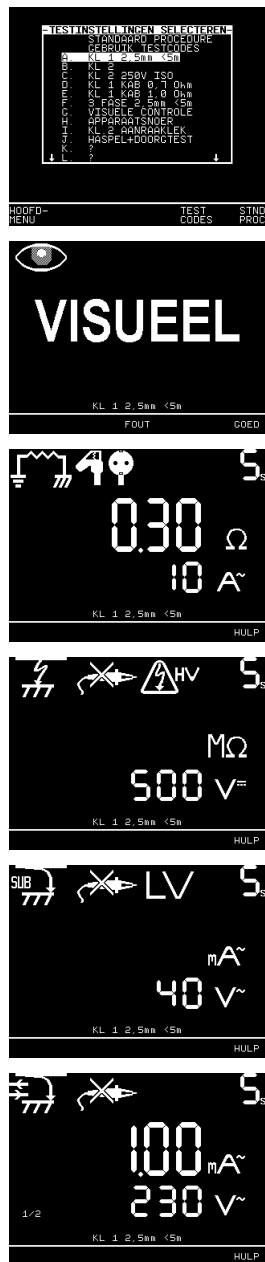 TESTINSTELLINGEN SELECTEREN
STANDAARD PROCEDURE
GEBRUIK TESTCODES
A. KL 1 2,5mm <5m
B. KL 2
C. KL 2 250V ISO
D. KL 1 KAB 0,7 Ohm
E. KL 1 KAB 1,0 Ohm
F. 3 FASE 2,5mm <5m
G. VISUELE CONTROLE
H. APPARAATSNOER
I. KL 2 AANRAAKLEK
J. HASPEL+DOORGTEST
K. ?
↓ L. ? ↓
HOOFD- TEST STND
MENU CODES PROC
VISUEEL
KL 1 2,5mm <5m
FOUT GOED
5s
0.30 Ω
10 A~
KL 1 2,5mm <5m
HULP
HV 5s
MΩ
500 V⎓
KL 1 2,5mm <5m
HULP
SUB LV 5s
mA~
40 V~
KL 1 2,5mm <5m
HULP
5s
1.00 mA~
230 V~
1/2
KL 1 2,5mm <5m
HULP